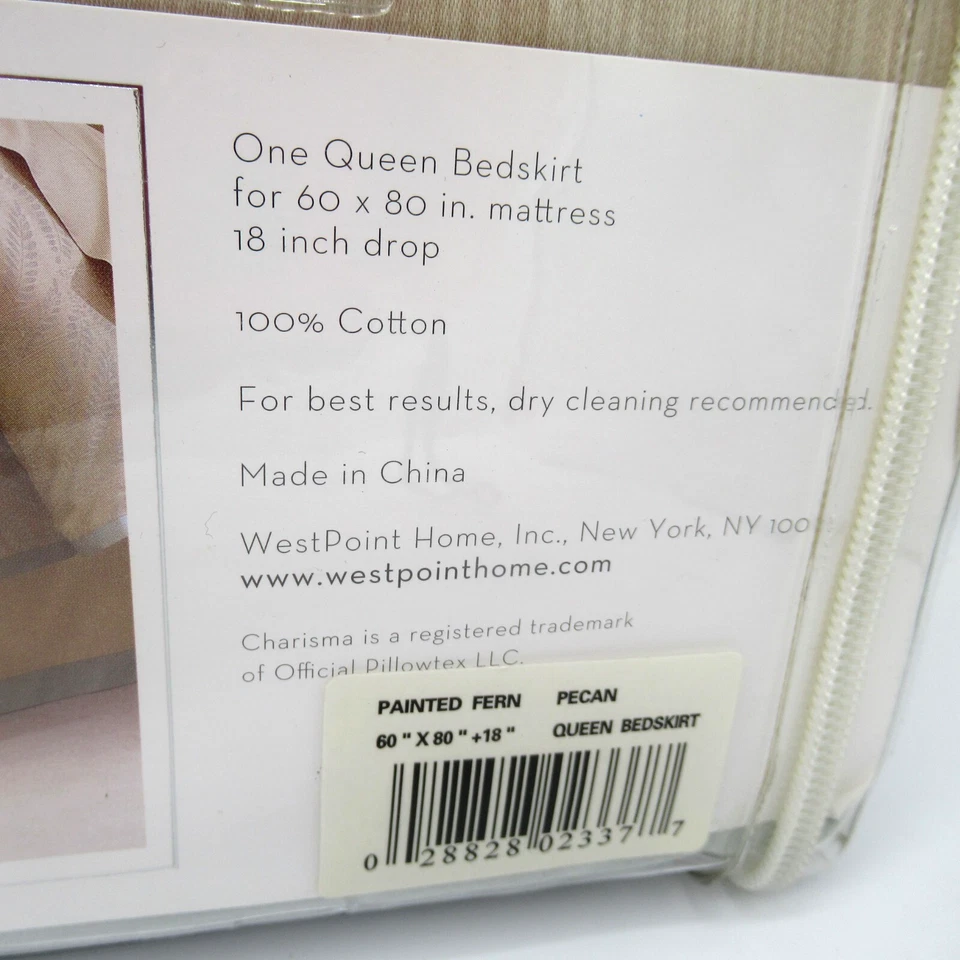 One Queen Bedskirt
for 60 x 80 in. mattress
18 inch drop
100% Cotton
For best results, dry cleaning recommended.
Made in China
WestPoint Home, Inc., New York, NY 100
www.westpointhome.com
Charisma is a registered trademark
of Official Pillowtex LLC.
PAINTED FERN PECAN
60 " X 80 " +18 " QUEEN BEDSKIRT
0 28828 02337 7